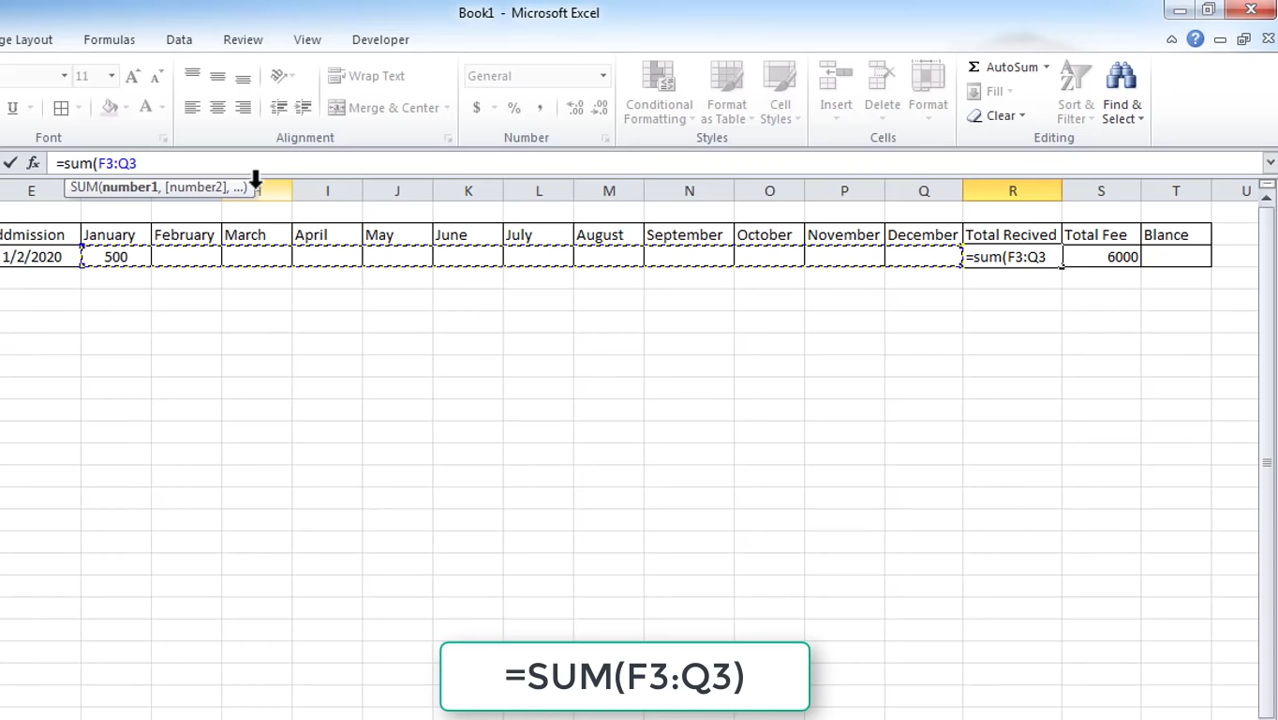 Book1 - Microsoft Excel
ge Layout Formulas Data Review View Developer
11 A A Wrap Text General Σ AutoSum
Conditional Formatting Format as Table Cell Styles Insert Delete Format Fill Sort & Filter Find & Select
U A Merge & Center $ % , Clear
Font Alignment Number Styles Cells Editing
fx =sum(F3:Q3
SUM(number1, [number2], ...)
E H I J K L M N O P Q R S T U
ddmission January February March April May June July August September October November December Total Recived Total Fee Blance
1/2/2020 500 =sum(F3:Q3 6000
=SUM(F3:Q3)